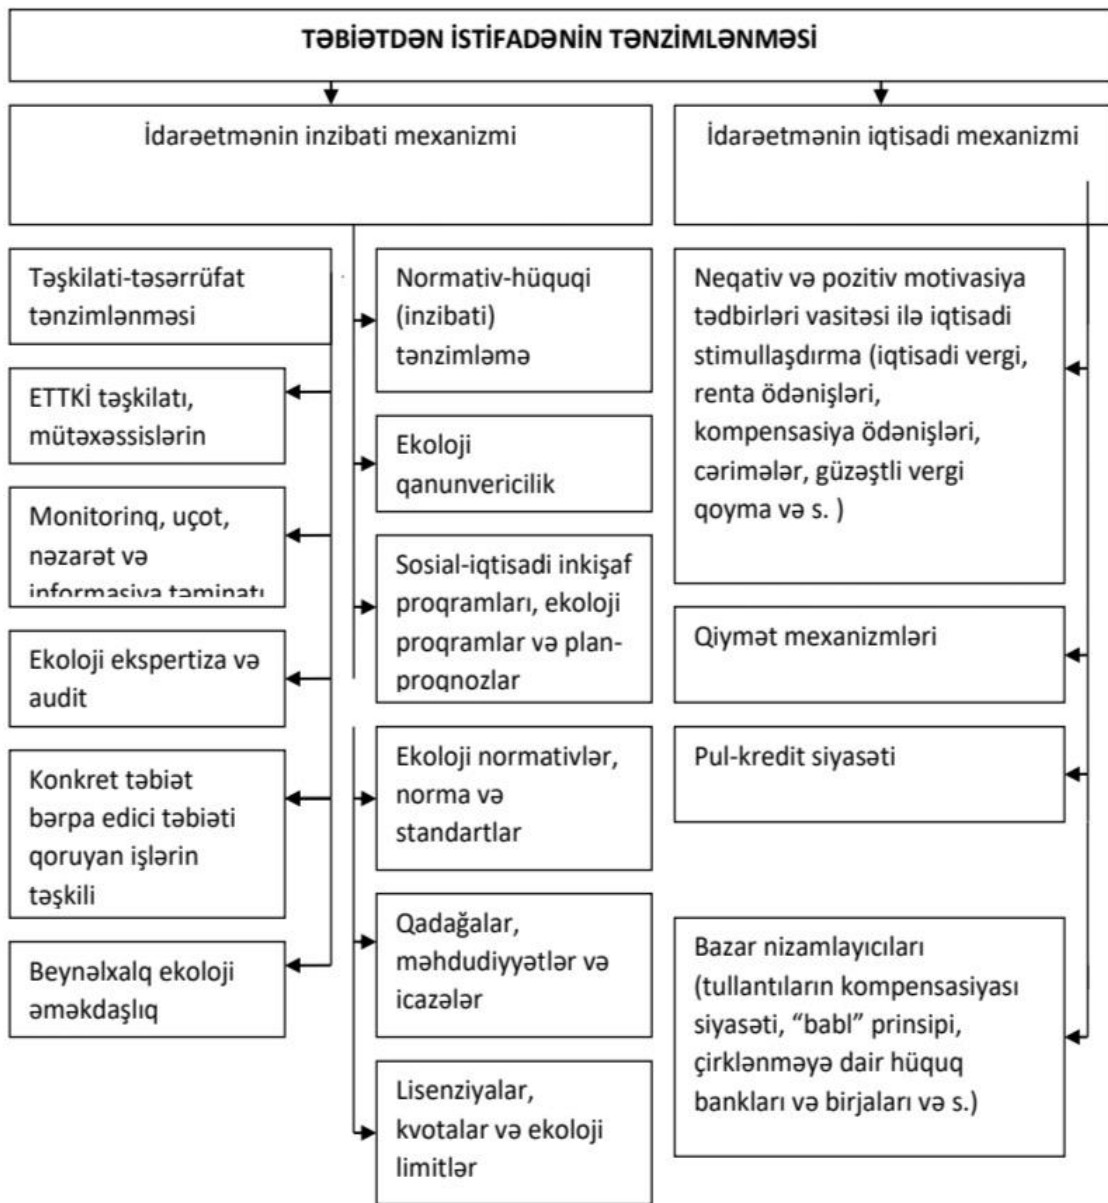 TƏBİƏTDƏN İSTİFADƏNİN TƏNZİMLƏNMƏSİ
İdarəetmənin inzibati mexanizmi
Təşkilati-təsərrüfat
tənzimlənməsi
ETTKİ təşkilatı,
mütəxəssislərin
Monitorinq, uçot,
nəzarət və
informasiya təminatı
Ekoloji ekspertiza və
audit
Konkret təbiət
bərpa edici təbiəti
qoruyan işlərin
təşkili
Beynəlxalq ekoloji
əməkdaşlıq
Normativ-hüquqi
(inzibati)
tənzimləmə
Ekoloji
qanunvericilik
Sosial-iqtisadi inkişaf
proqramları, ekoloji
proqramlar və plan-
proqnozlar
Ekoloji normativlər,
norma və
standartlar
Qadağalar,
məhdudiyyətlər və
icazələr
Lisenziyalar,
kvotalar və ekoloji
limitlər
İdarəetmənin iqtisadi mexanizmi
Neqativ və pozitiv motivasiya
tədbirləri vasitəsi ilə iqtisadi
stimullaşdırma (iqtisadi vergi,
renta ödənişləri,
kompensasiya ödənişləri,
cərimələr, güzəştli vergi
qoyma və s. )
Qiymət mexanizmləri
Pul-kredit siyasəti
Bazar nizamlayıcıları
(tullantıların kompensasiyası
siyasəti, “babl” prinsipi,
çirklənməyə dair hüquq
bankları və birjaları və s.)